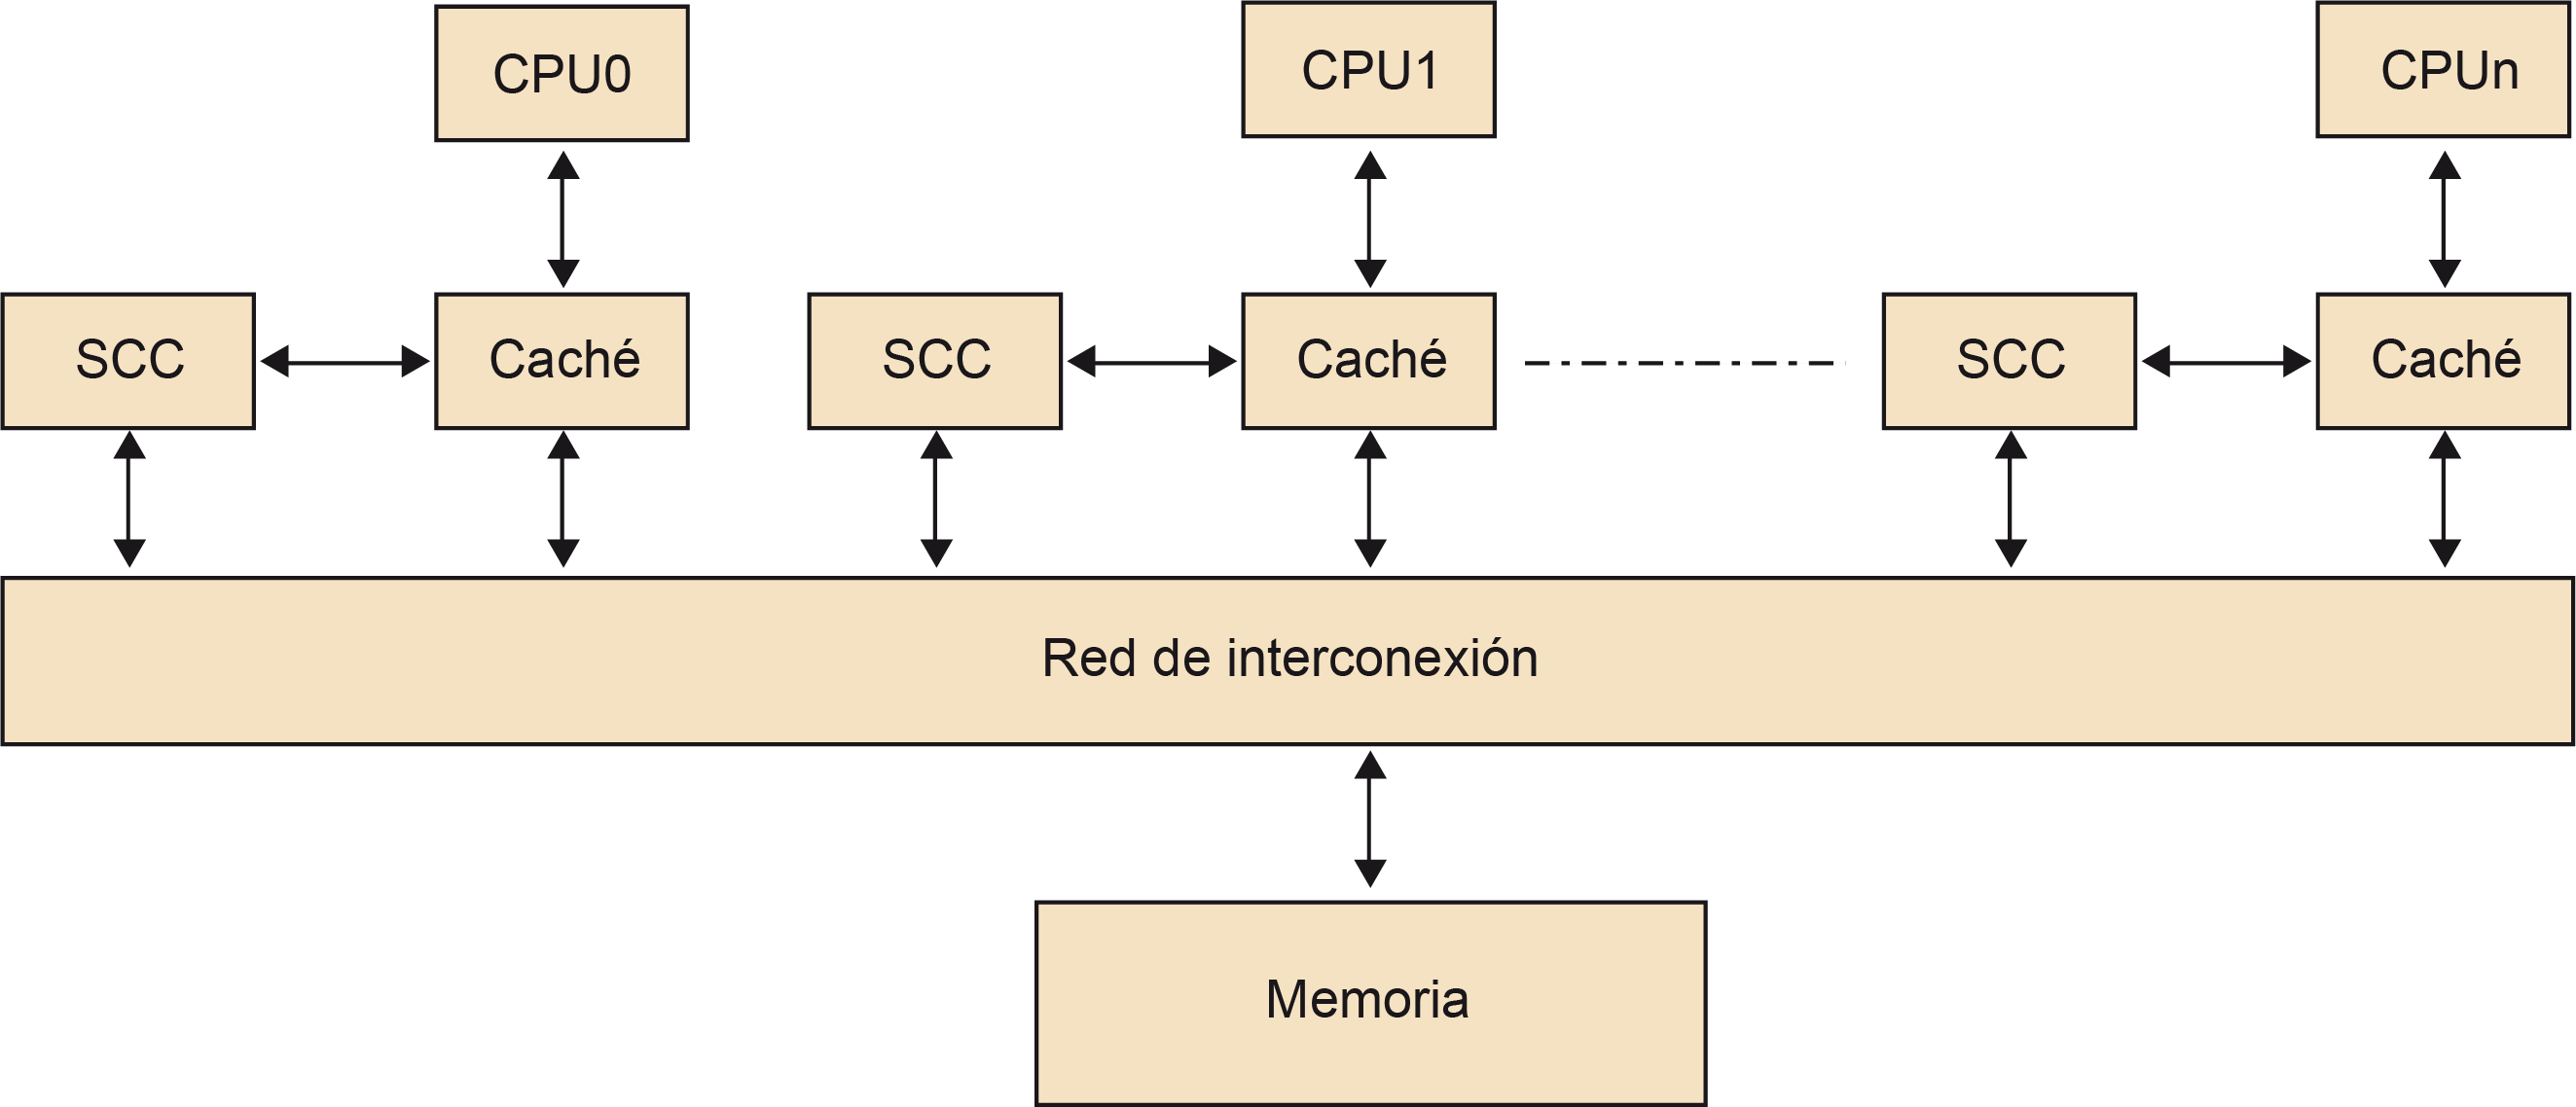 CPU0
CPU1
CPUn
SCC
Caché
SCC
Caché
SCC
Caché
Red de interconexión
Memoria